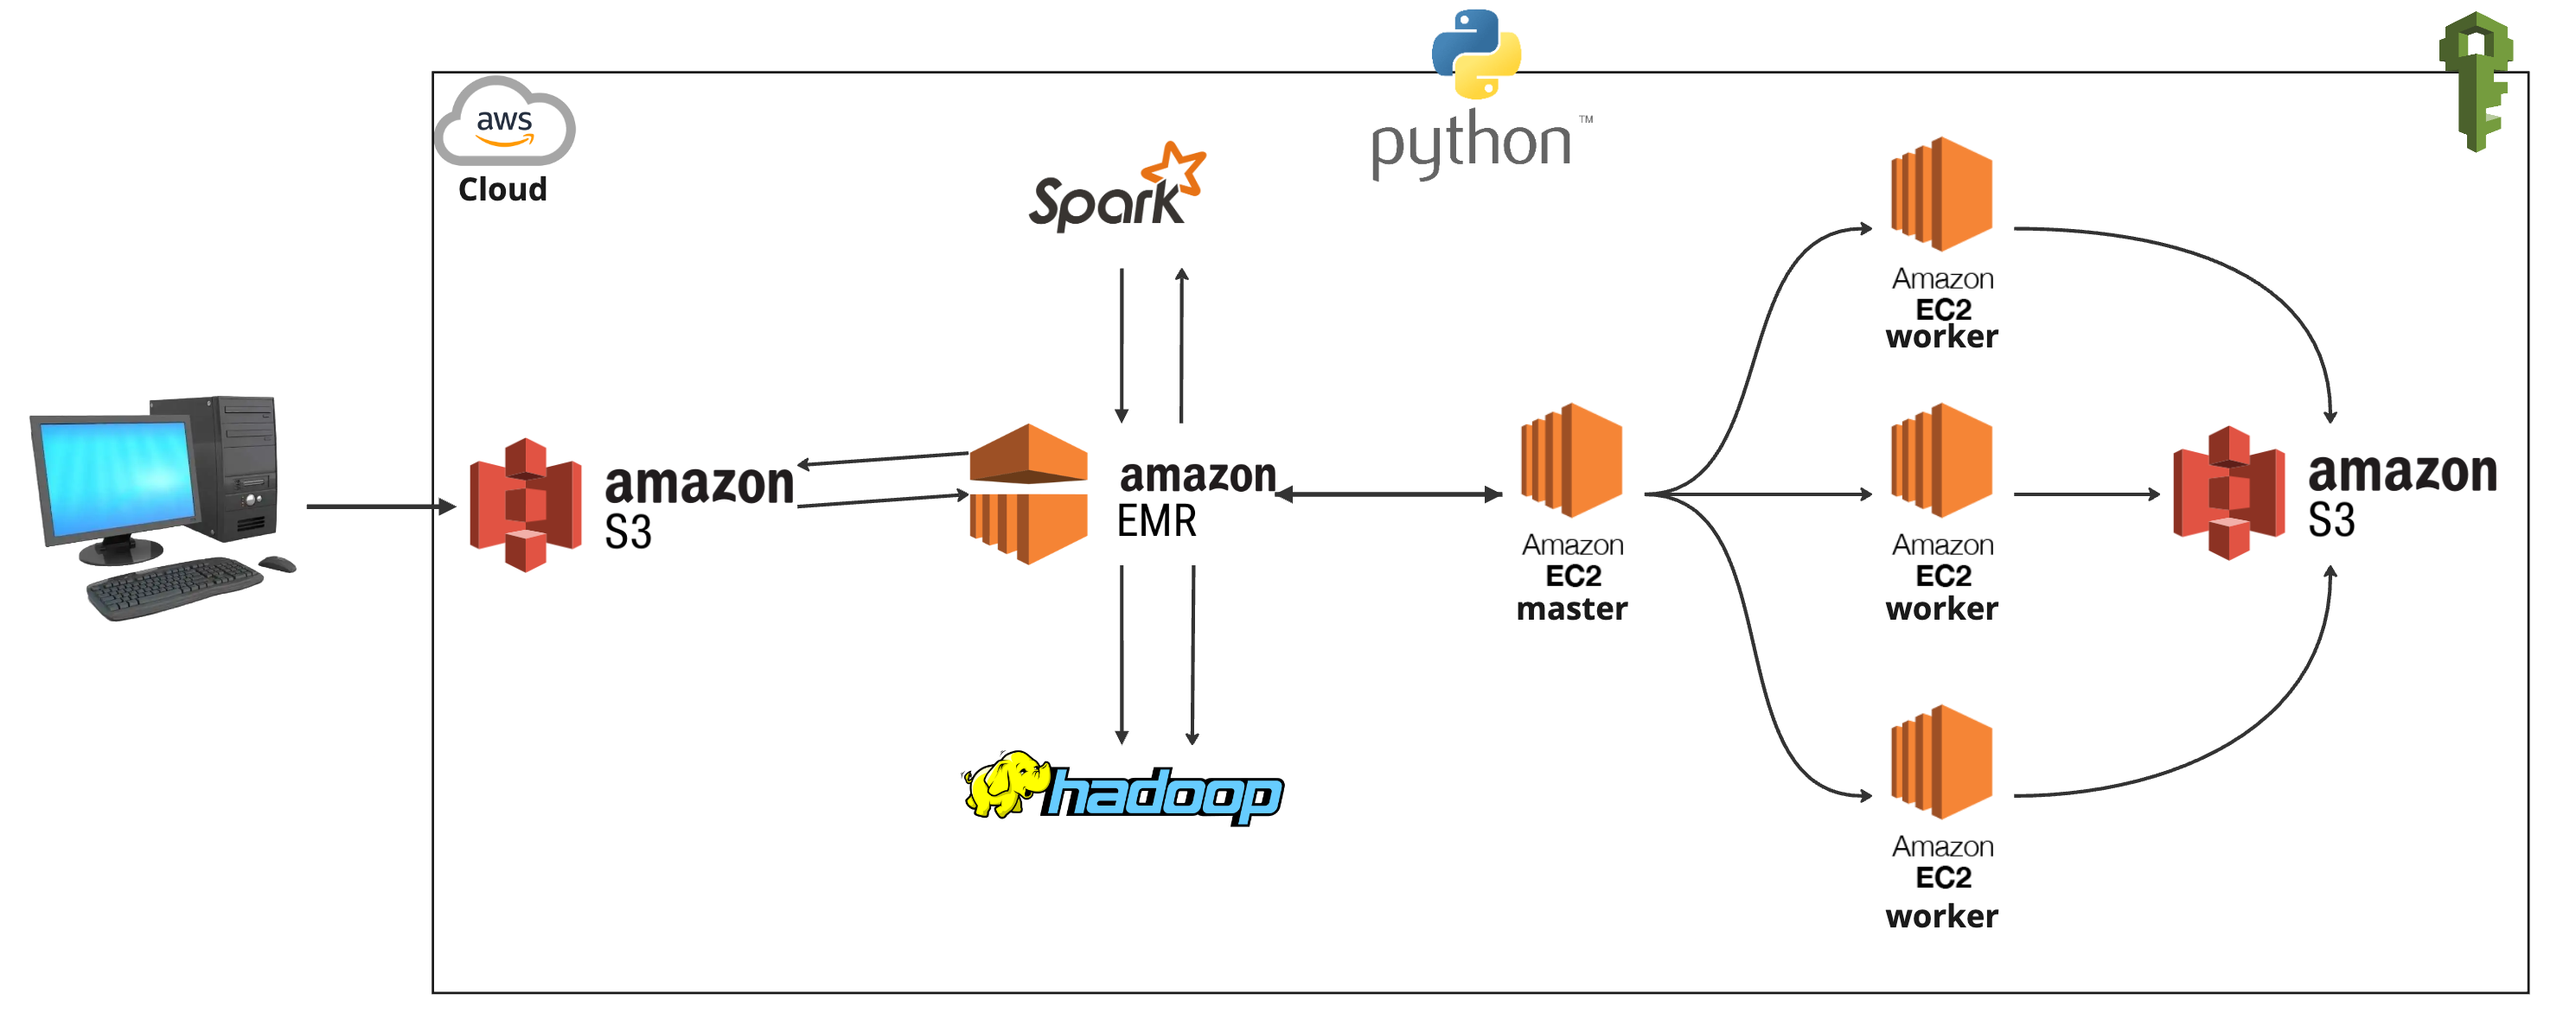 aws
Cloud
Spark
python™
Amazon
EC2
worker
amazon
S3
amazon
EMR
Amazon
EC2
master
Amazon
EC2
worker
amazon
S3
hadoop
Amazon
EC2
worker